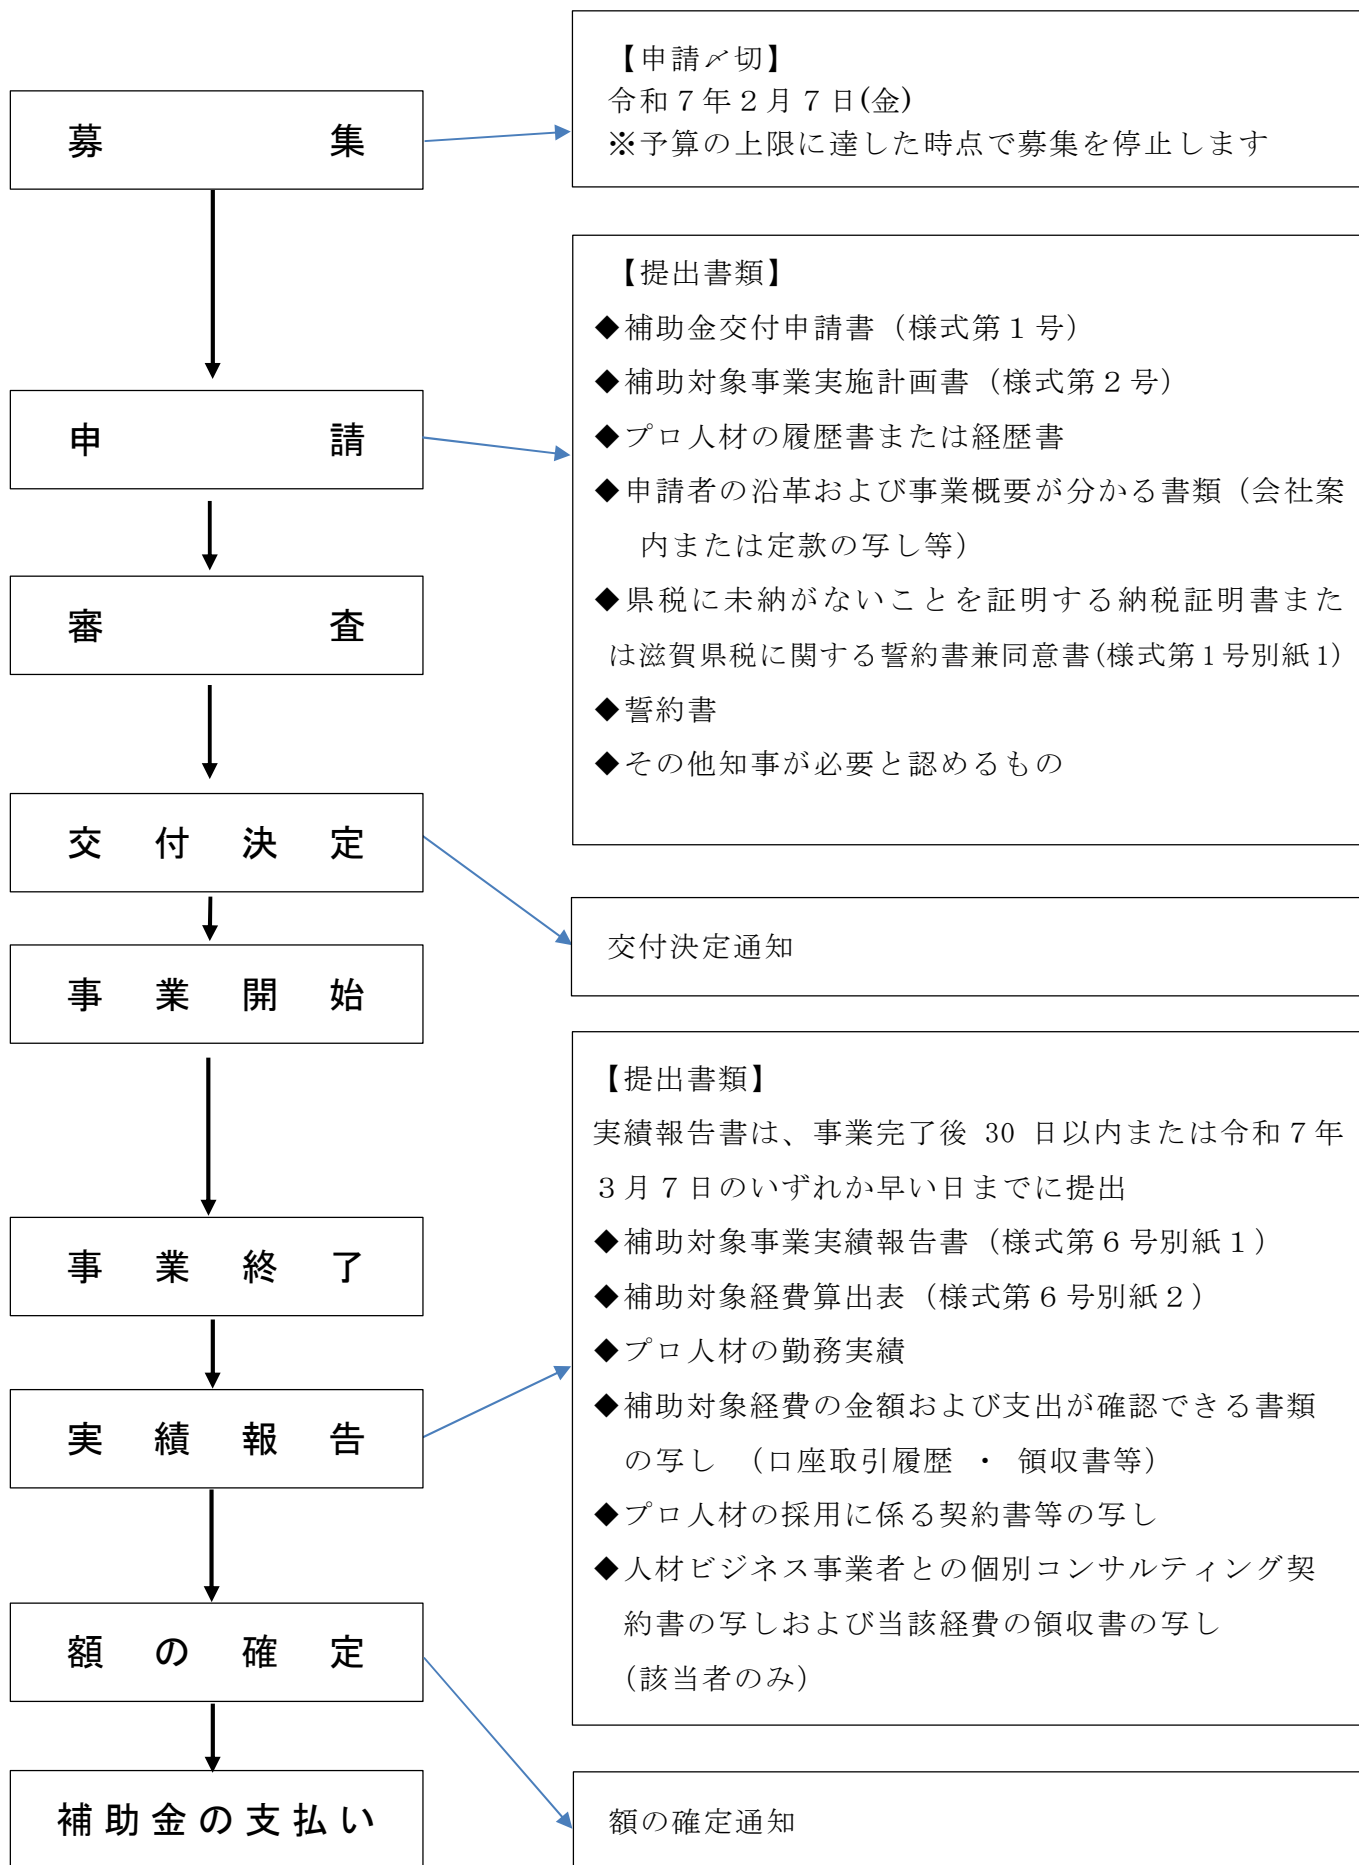 募集
【申請〆切】
令和７年２月７日(金)
※予算の上限に達した時点で募集を停止します
申請
【提出書類】
◆補助金交付申請書（様式第１号）
◆補助対象事業実施計画書（様式第２号）
◆プロ人材の履歴書または経歴書
◆申請者の沿革および事業概要が分かる書類（会社案
内または定款の写し等）
◆県税に未納がないことを証明する納税証明書また
は滋賀県税に関する誓約書兼同意書(様式第1号別紙1)
◆誓約書
◆その他知事が必要と認めるもの
審査
交付決定
交付決定通知
事業開始
事業終了
実績報告
【提出書類】
実績報告書は、事業完了後 30 日以内または令和７年
３月７日のいずれか早い日までに提出
◆補助対象事業実績報告書（様式第６号別紙１）
◆補助対象経費算出表（様式第６号別紙２）
◆プロ人材の勤務実績
◆補助対象経費の金額および支出が確認できる書類
の写し （口座取引履歴 ・ 領収書等）
◆プロ人材の採用に係る契約書等の写し
◆人材ビジネス事業者との個別コンサルティング契
約書の写しおよび当該経費の領収書の写し
（該当者のみ）
額の確定
額の確定通知
補助金の支払い